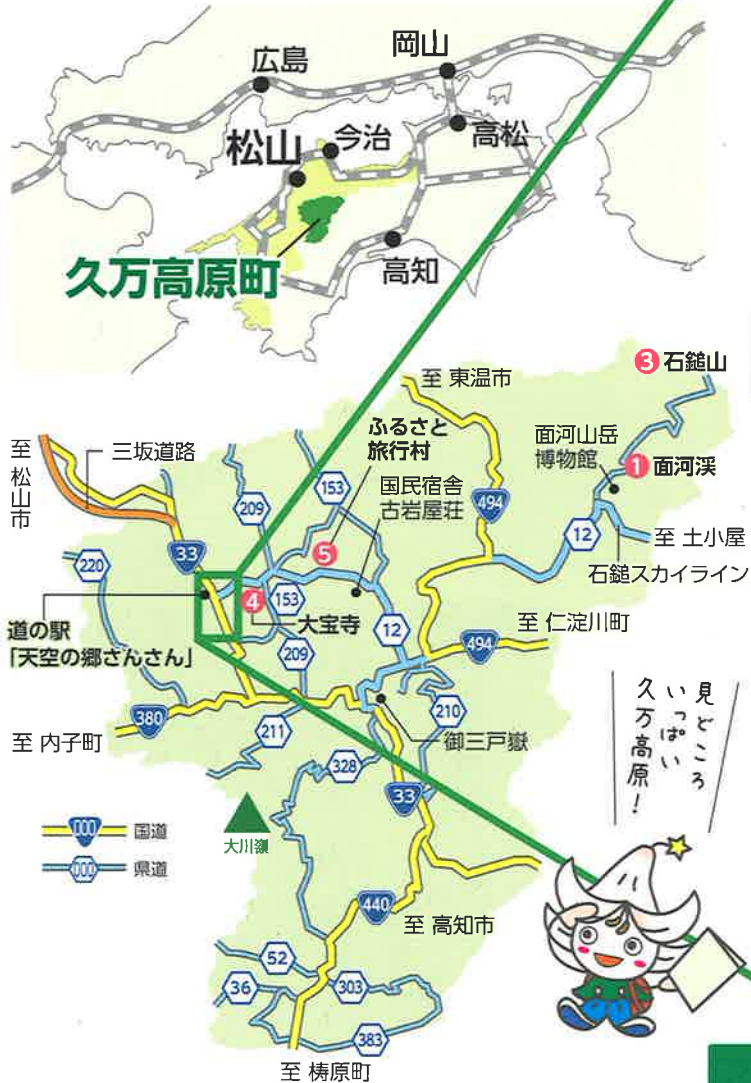 岡山
広島
高松
今治
松山
高知
久万高原町
③ 石鎚山
至 東温市
ふるさと
旅行村
面河山岳
博物館
① 面河渓
至 松山市
三坂道路
153
国民宿舎
古岩屋荘
209
494
12
至 土小屋
石鎚スカイライン
33
220
⑤
153
④
大宝寺
道の駅
「天空の郷さんさん」
209
12
至 仁淀川町
494
380
至 内子町
211
210
御三戸嶽
328
33
見どころ
いっぱい
久万高原!
000 国道
000 県道
大川嶺
440
至 高知市
52
36
303
383
至 梼原町